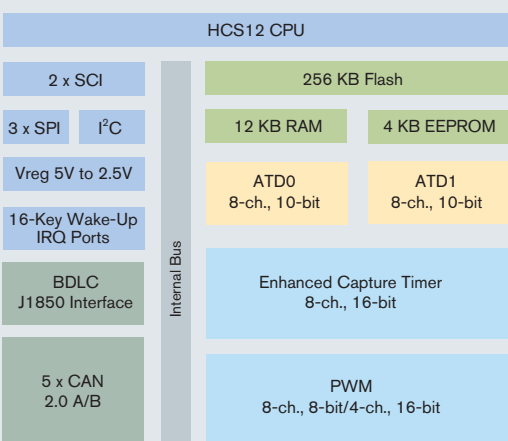 HCS12 CPU
2 x SCI
3 x SPI
I²C
Vreg 5V to 2.5V
16-Key Wake-Up
IRQ Ports
BDLC
J1850 Interface
5 x CAN
2.0 A/B
Internal Bus
256 KB Flash
12 KB RAM
4 KB EEPROM
ATD0
8-ch., 10-bit
ATD1
8-ch., 10-bit
Enhanced Capture Timer
8-ch., 16-bit
PWM
8-ch., 8-bit/4-ch., 16-bit